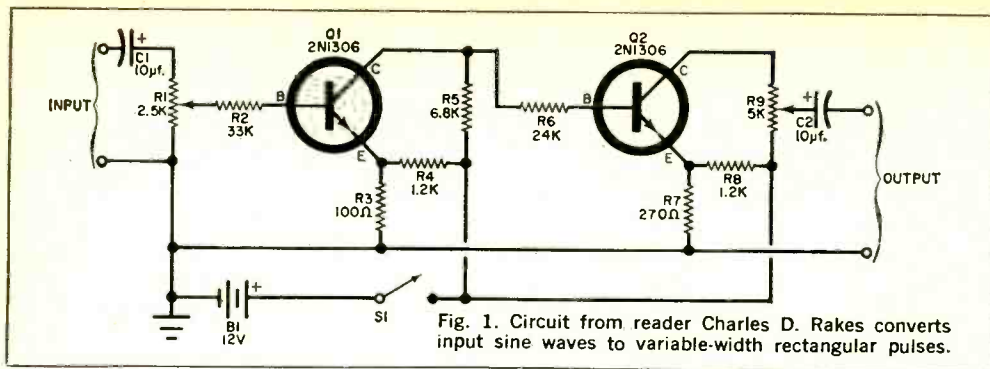 Q1
2N1306
Q2
2N1306
C1
10µf.
+
C
C
INPUT
R1
2.5K
B
R2
33K
R5
6.8K
B
R6
24K
R9
5K
+
C2
10µf.
E
R4
1.2K
E
R8
1.2K
OUTPUT
R3
100Ω
R7
270Ω
+
B1
12V
S1
Fig. 1. Circuit from reader Charles D. Rakes converts
input sine waves to variable-width rectangular pulses.